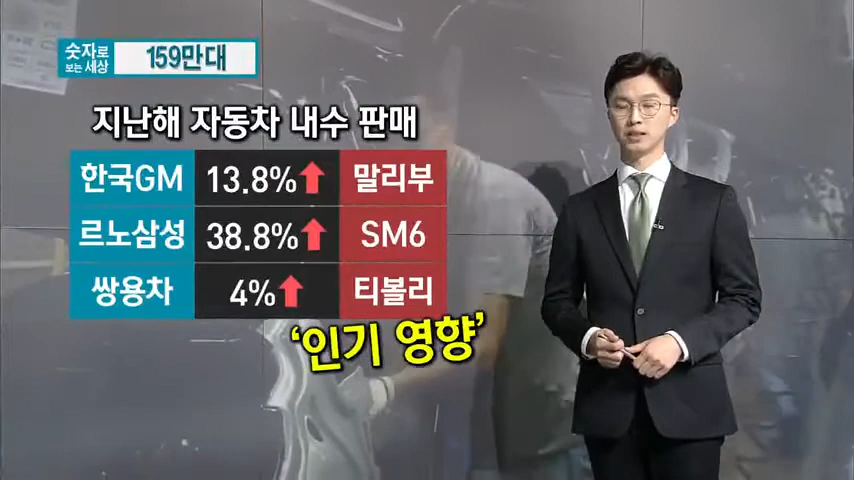 숫자로
보는 세상
159만대
지난해 자동차 내수 판매
한국GM 13.8% 말리부
르노삼성 38.8% SM6
쌍용차 4% 티볼리
‘인기 영향’